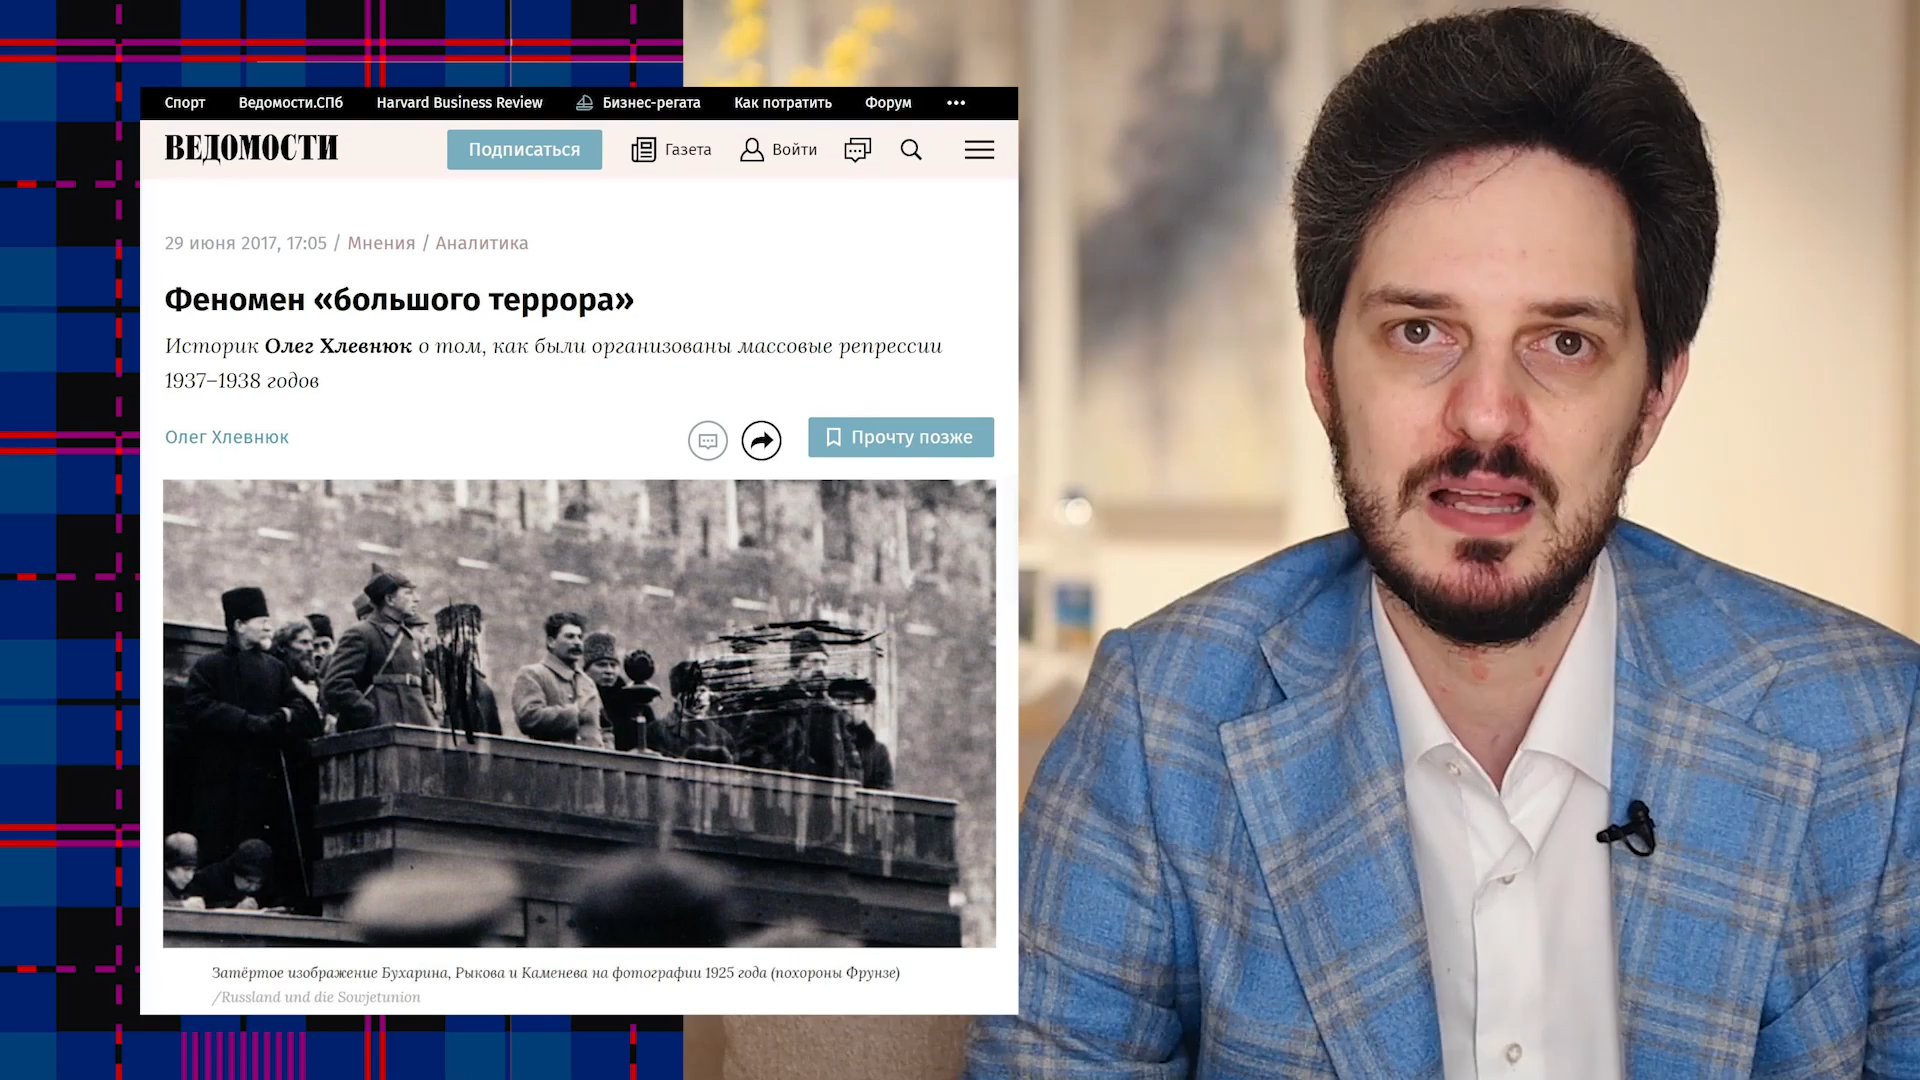 Спорт Ведомости.СПб Harvard Business Review Бизнес-регата Как потратить Форум
ВЕДОМОСТИ Подписаться Газета Войти
29 июня 2017, 17:05 / Мнения / Аналитика
Феномен «большого террора»
Историк Олег Хлевнюк о том, как были организованы массовые репрессии
1937–1938 годов
Олег Хлевнюк Прочту позже
Затёртое изображение Бухарина, Рыкова и Каменева на фотографии 1925 года (похороны Фрунзе)
/Russland und die Sowjetunion